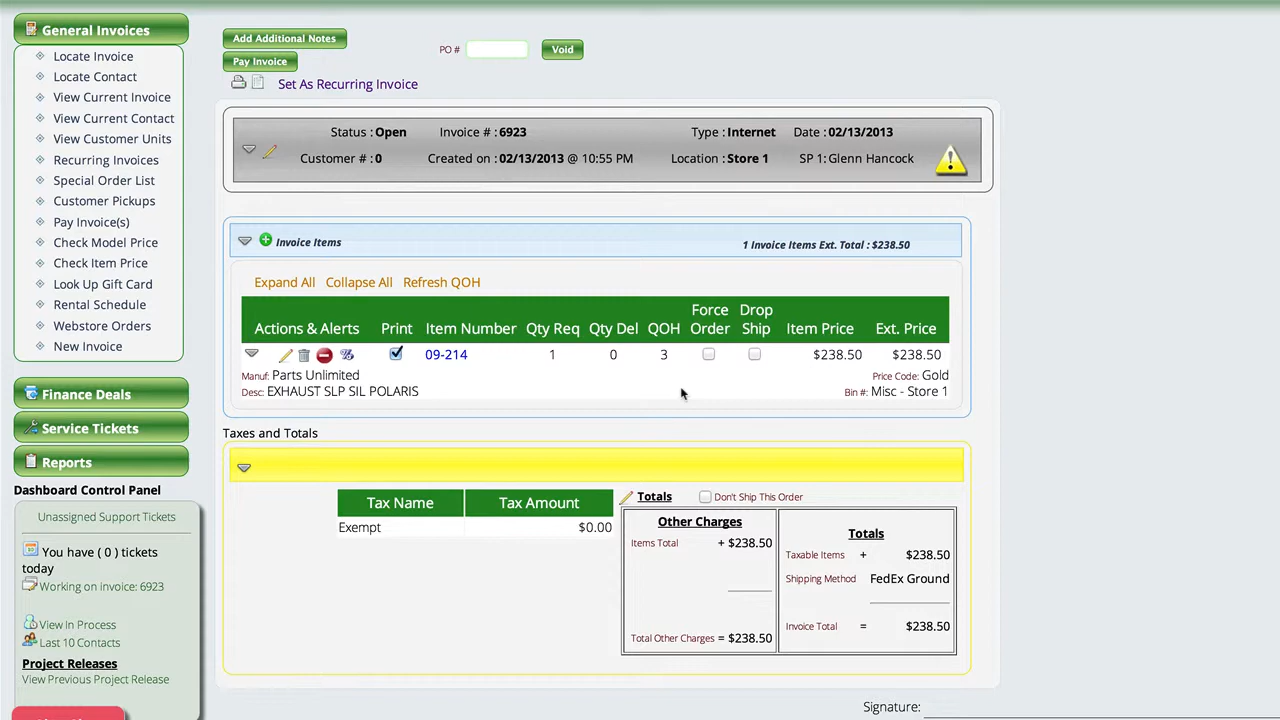 General Invoices
Locate Invoice
Locate Contact
View Current Invoice
View Current Contact
View Customer Units
Recurring Invoices
Special Order List
Customer Pickups
Pay Invoice(s)
Check Model Price
Check Item Price
Look Up Gift Card
Rental Schedule
Webstore Orders
New Invoice
Finance Deals
Service Tickets
Reports
Dashboard Control Panel
Unassigned Support Tickets
You have ( 0 ) tickets
today
Working on Invoice: 6923
View In Process
Last 10 Contacts
Project Releases
View Previous Project Release
Add Additional Notes
PO #
Void
Pay Invoice
Set As Recurring Invoice
Status : Open Invoice # : 6923 Type : Internet Date : 02/13/2013
Customer # : 0 Created on : 02/13/2013 @ 10:55 PM Location : Store 1 SP 1: Glenn Hancock
Invoice Items 1 Invoice Items Ext. Total : $238.50
Expand All Collapse All Refresh QOH
Force Drop
Actions & Alerts Print Item Number Qty Req Qty Del QOH Order Ship Item Price Ext. Price
09-214 1 0 3 $238.50 $238.50
Manuf: Parts Unlimited Price Code: Gold
Desc: EXHAUST SLP SIL POLARIS Bin #: Misc - Store 1
Taxes and Totals
Tax Name Tax Amount
Exempt $0.00
Totals Don't Ship This Order
Other Charges
Items Total + $238.50
Total Other Charges = $238.50
Totals
Taxable Items + $238.50
Shipping Method FedEx Ground
Invoice Total = $238.50
Signature: